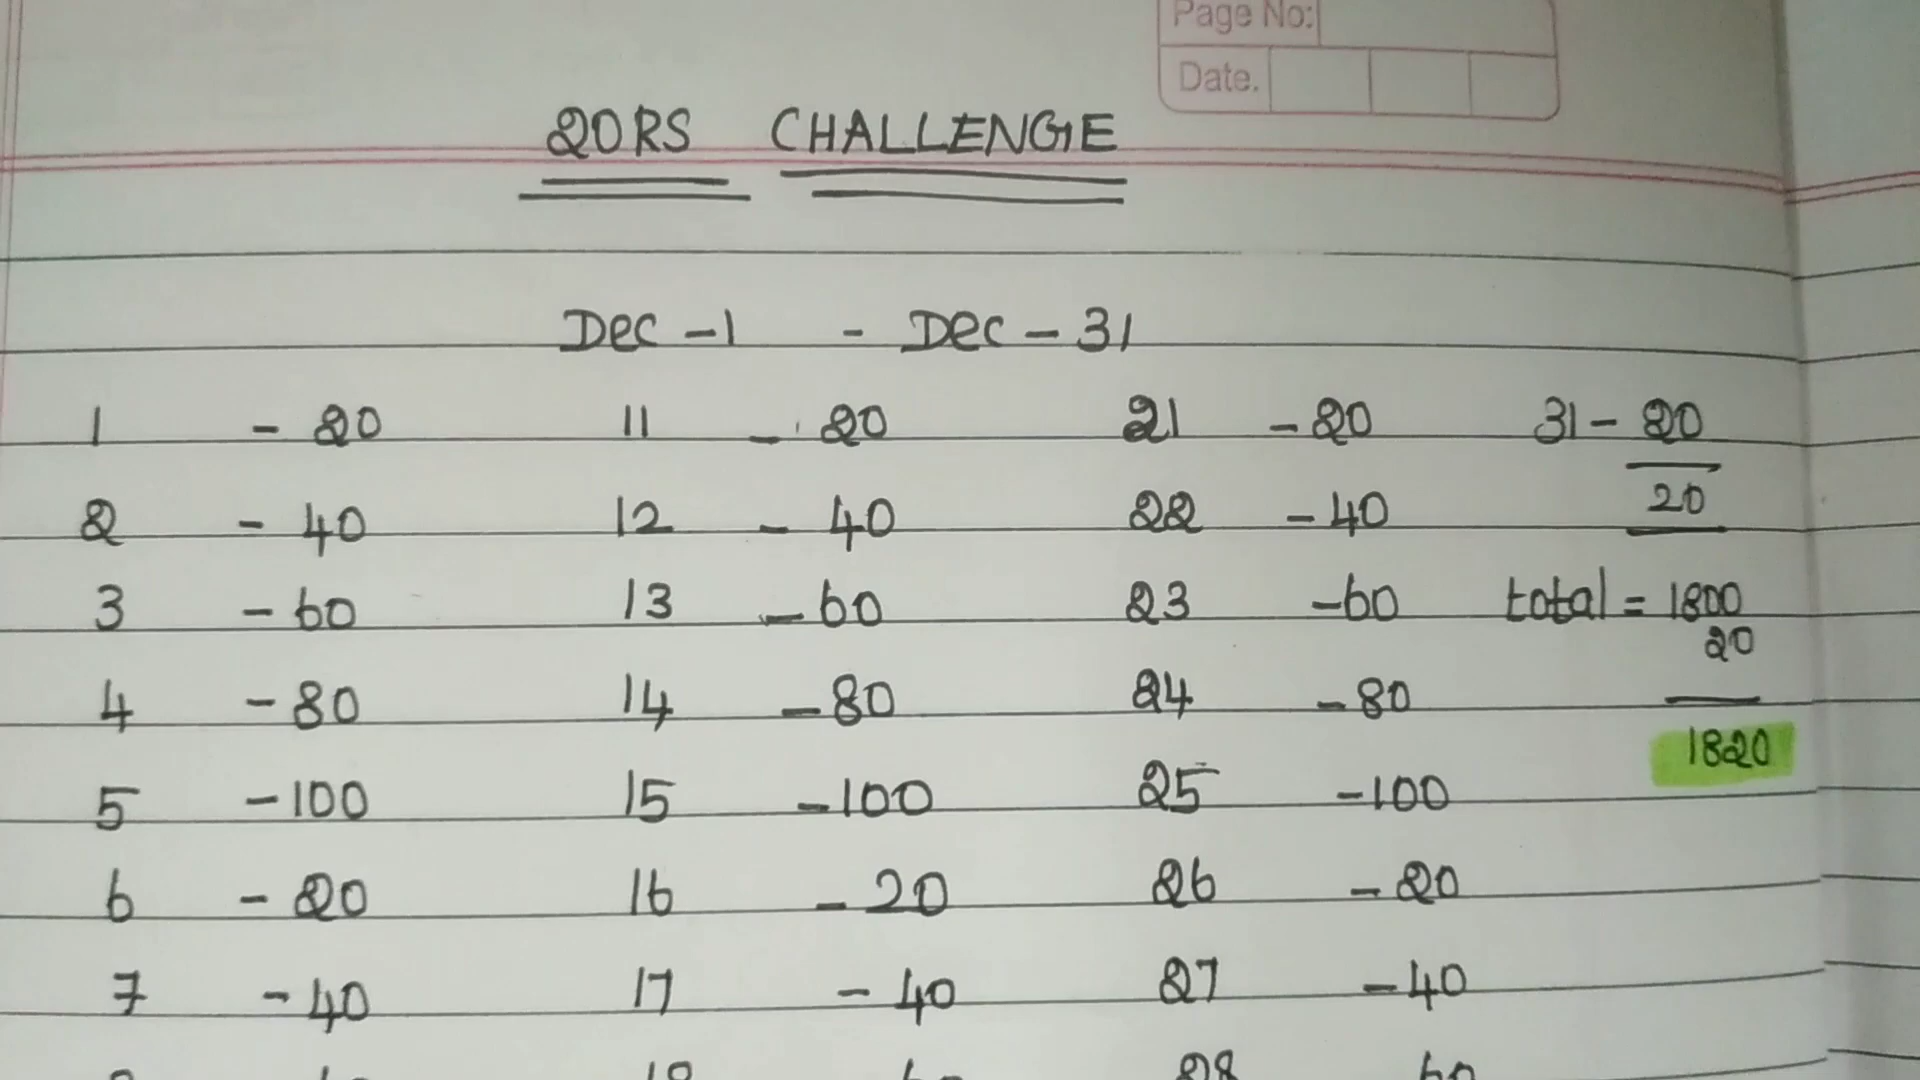 Page No:
Date.
20RS CHALLENGE
Dec -1 - Dec - 31
1 - 20 11 - 20 21 - 20 31 - 20
20
2 - 40 12 - 40 22 - 40
3 - 60 13 - 60 23 - 60 total = 1800
20
4 - 80 14 - 80 24 - 80
1820
5 - 100 15 - 100 25 - 100
6 - 20 16 - 20 26 - 20
7 - 40 17 - 40 27 - 40
28